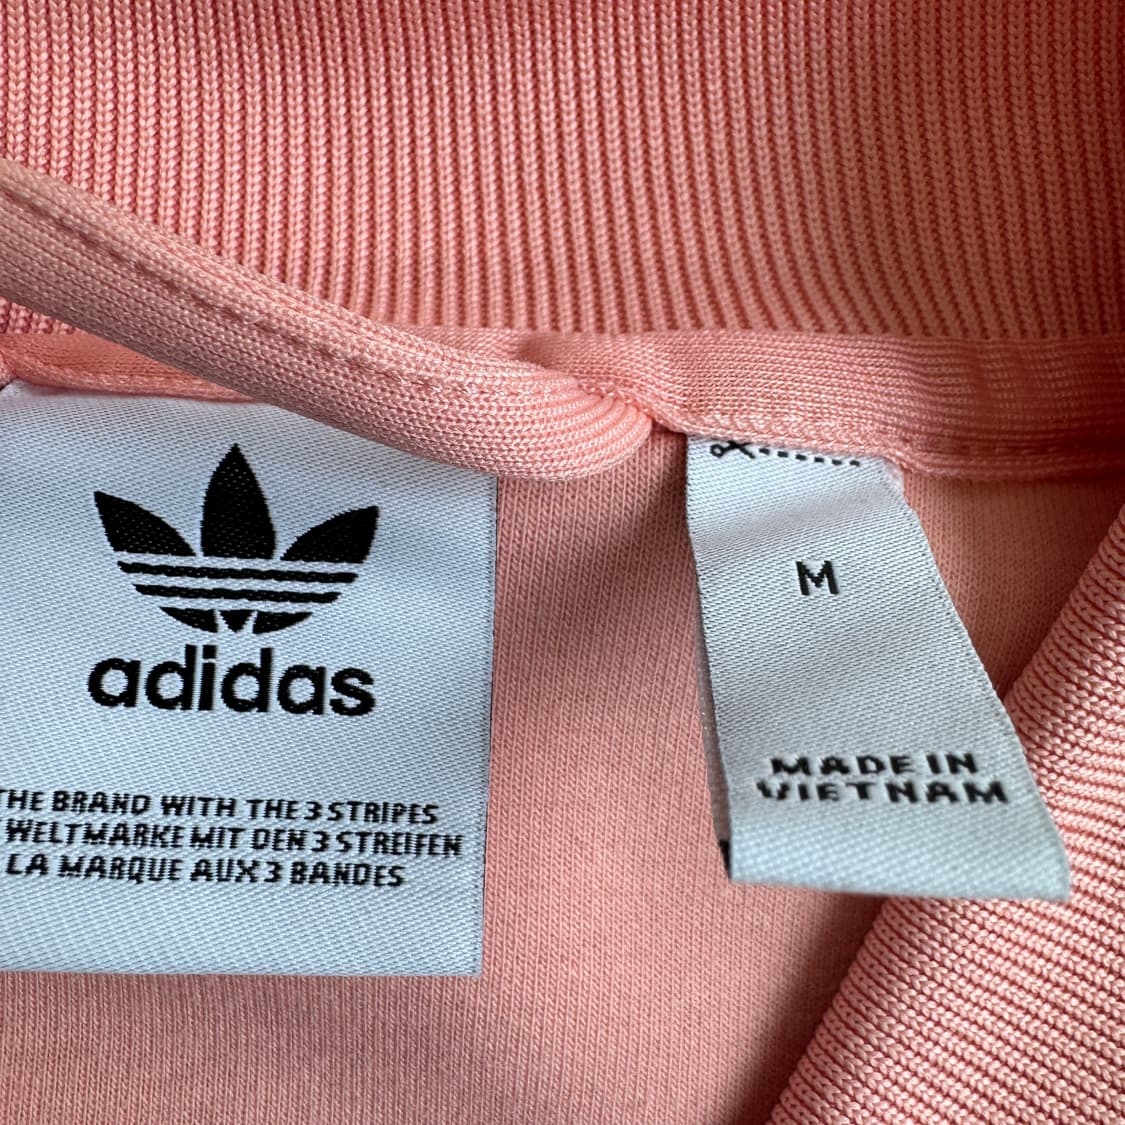 adidas
THE BRAND WITH THE 3 STRIPES
WELTMARKE MIT DEN 3 STREIFEN
LA MARQUE AUX 3 BANDES
M
MADE IN
VIETNAM